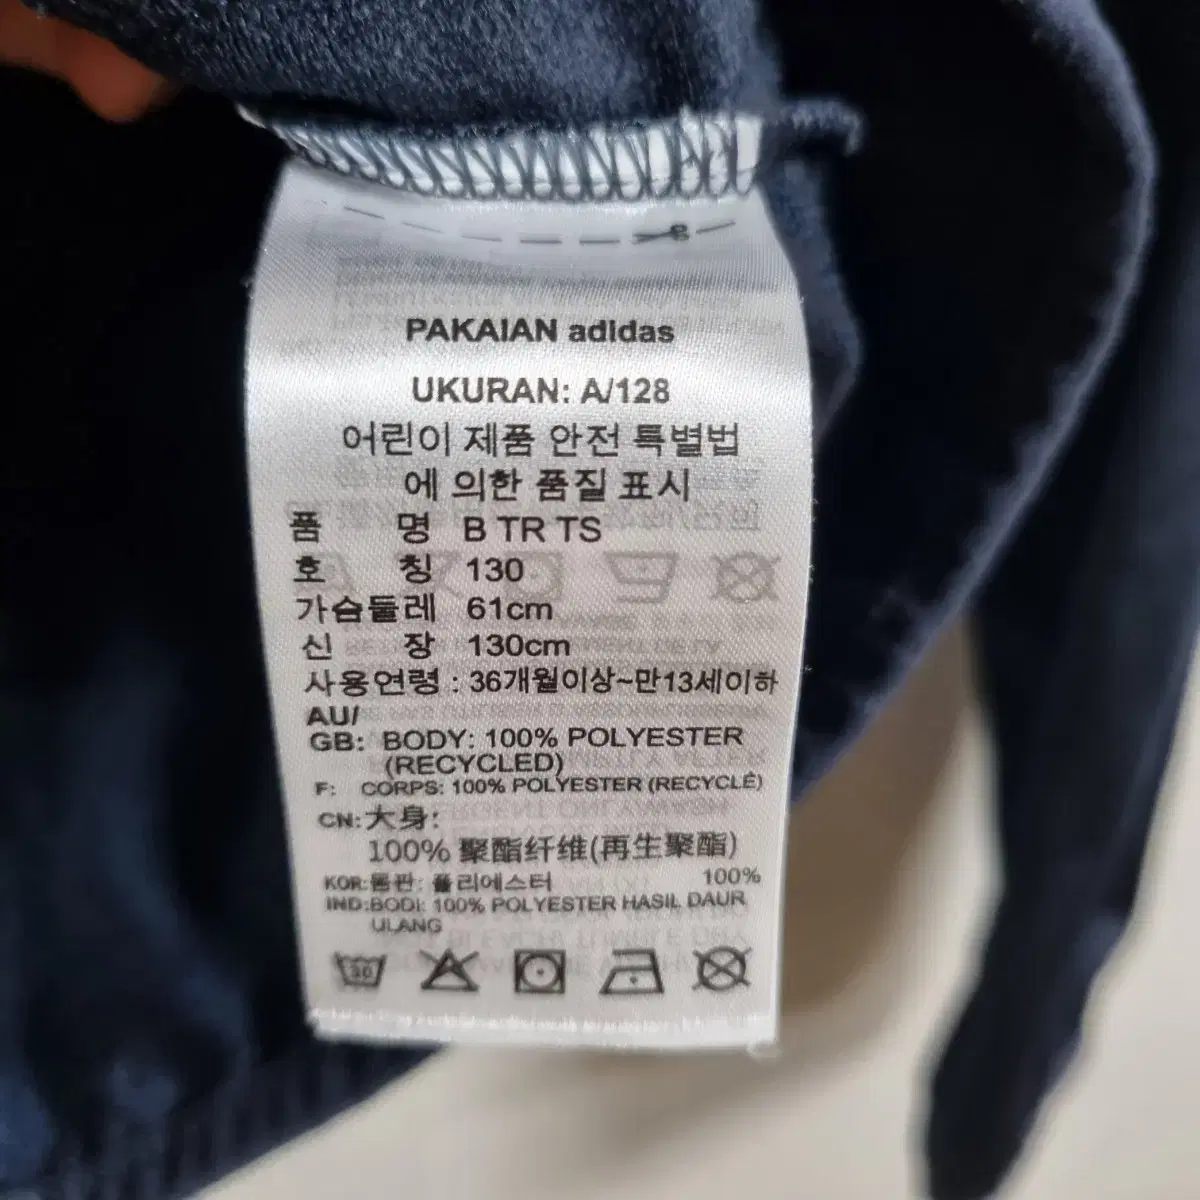 PAKAIAN adidas
UKURAN: A/128
어린이 제품 안전 특별법
에 의한 품질 표시
품 명 B TR TS
호 칭 130
가슴둘레 61cm
신 장 130cm
사용연령 : 36개월이상~만13세이하
AU/
GB: BODY: 100% POLYESTER
(RECYCLED)
F: CORPS: 100% POLYESTER (RECYCLÉ)
CN:大身:
100% 聚酯纤维(再生聚酯)
KOR:몸판: 폴리에스터 100%
IND:BODI: 100% POLYESTER HASIL DAUR
ULANG
30